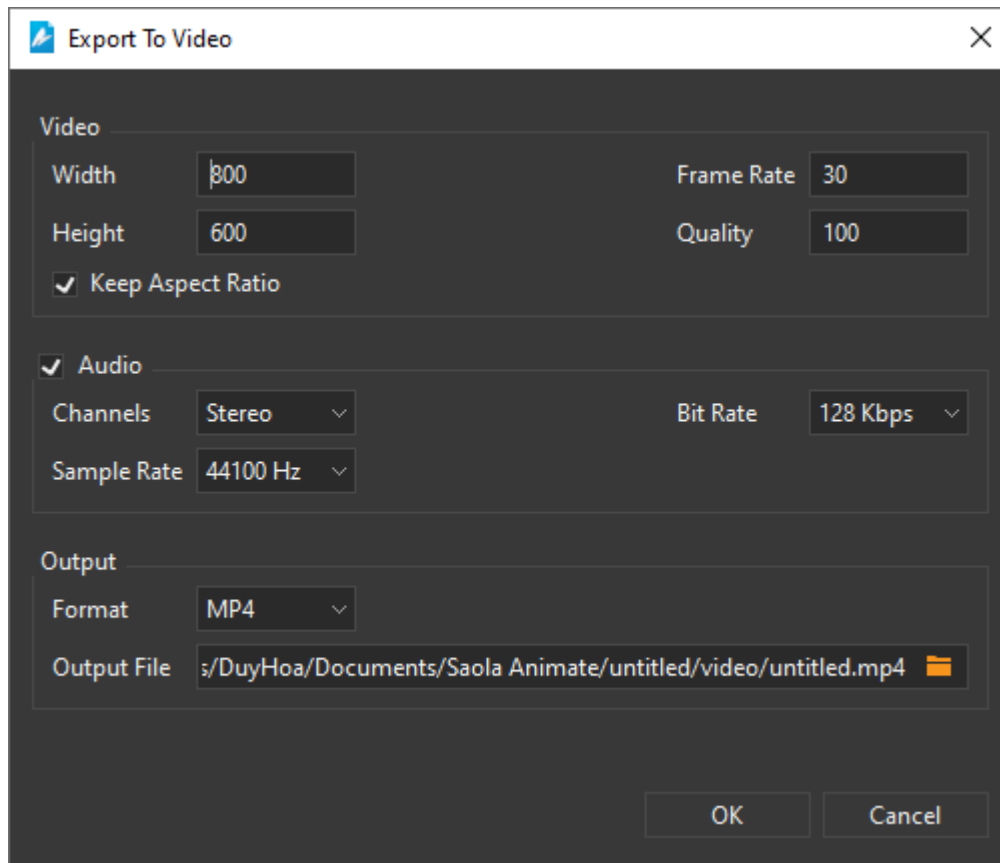 Export To Video
Video
Width 800 Frame Rate 30
Height 600 Quality 100
Keep Aspect Ratio
Audio
Channels Stereo Bit Rate 128 Kbps
Sample Rate 44100 Hz
Output
Format MP4
Output File s/DuyHoa/Documents/Saola Animate/untitled/video/untitled.mp4
OK Cancel